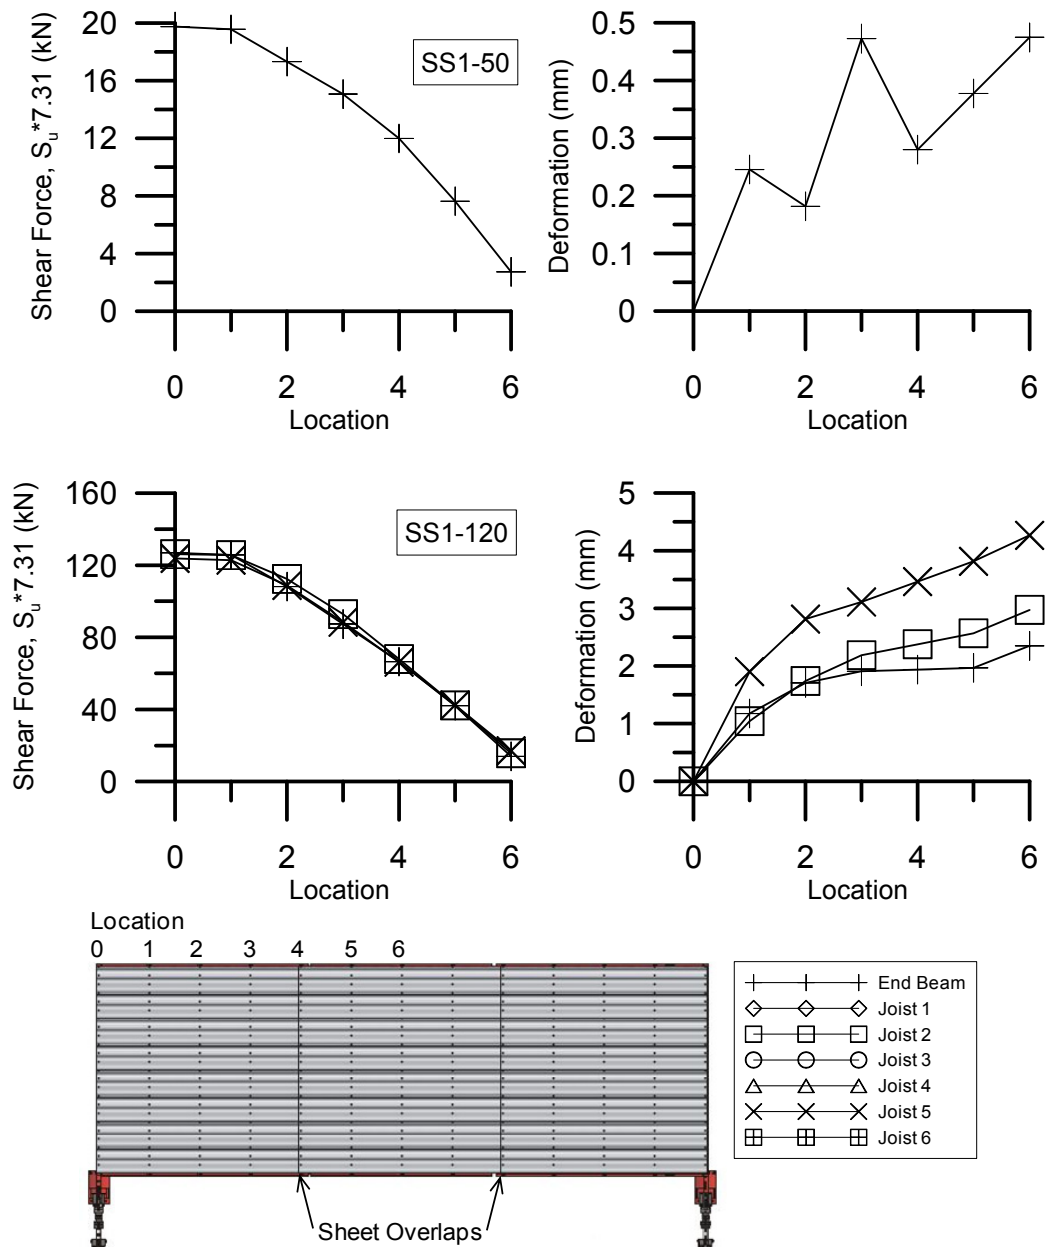 Shear Force, Su*7.31 (kN)
20
16
12
8
4
0
SS1-50
0 2 4 6
Location
Deformation (mm)
0.5
0.4
0.3
0.2
0.1
0
0 2 4 6
Location
Shear Force, Su*7.31 (kN)
160
120
80
40
0
SS1-120
0 2 4 6
Location
Deformation (mm)
5
4
3
2
1
0
0 2 4 6
Location
Location
0 1 2 3 4 5 6
Sheet Overlaps
End Beam
Joist 1
Joist 2
Joist 3
Joist 4
Joist 5
Joist 6